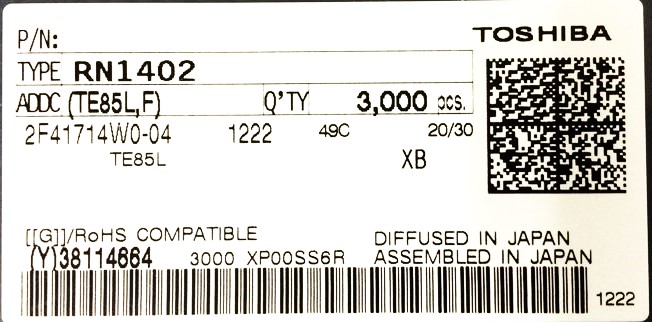 P/N:
TOSHIBA
TYPE RN1402
ADDC (TE85L,F) Q'TY 3,000 pcs.
2F41714W0-04 1222 49C 20/30
TE85L XB
[[G]]/RoHS COMPATIBLE DIFFUSED IN JAPAN
(Y)38114664 3000 XP00SS6R ASSEMBLED IN JAPAN
1222